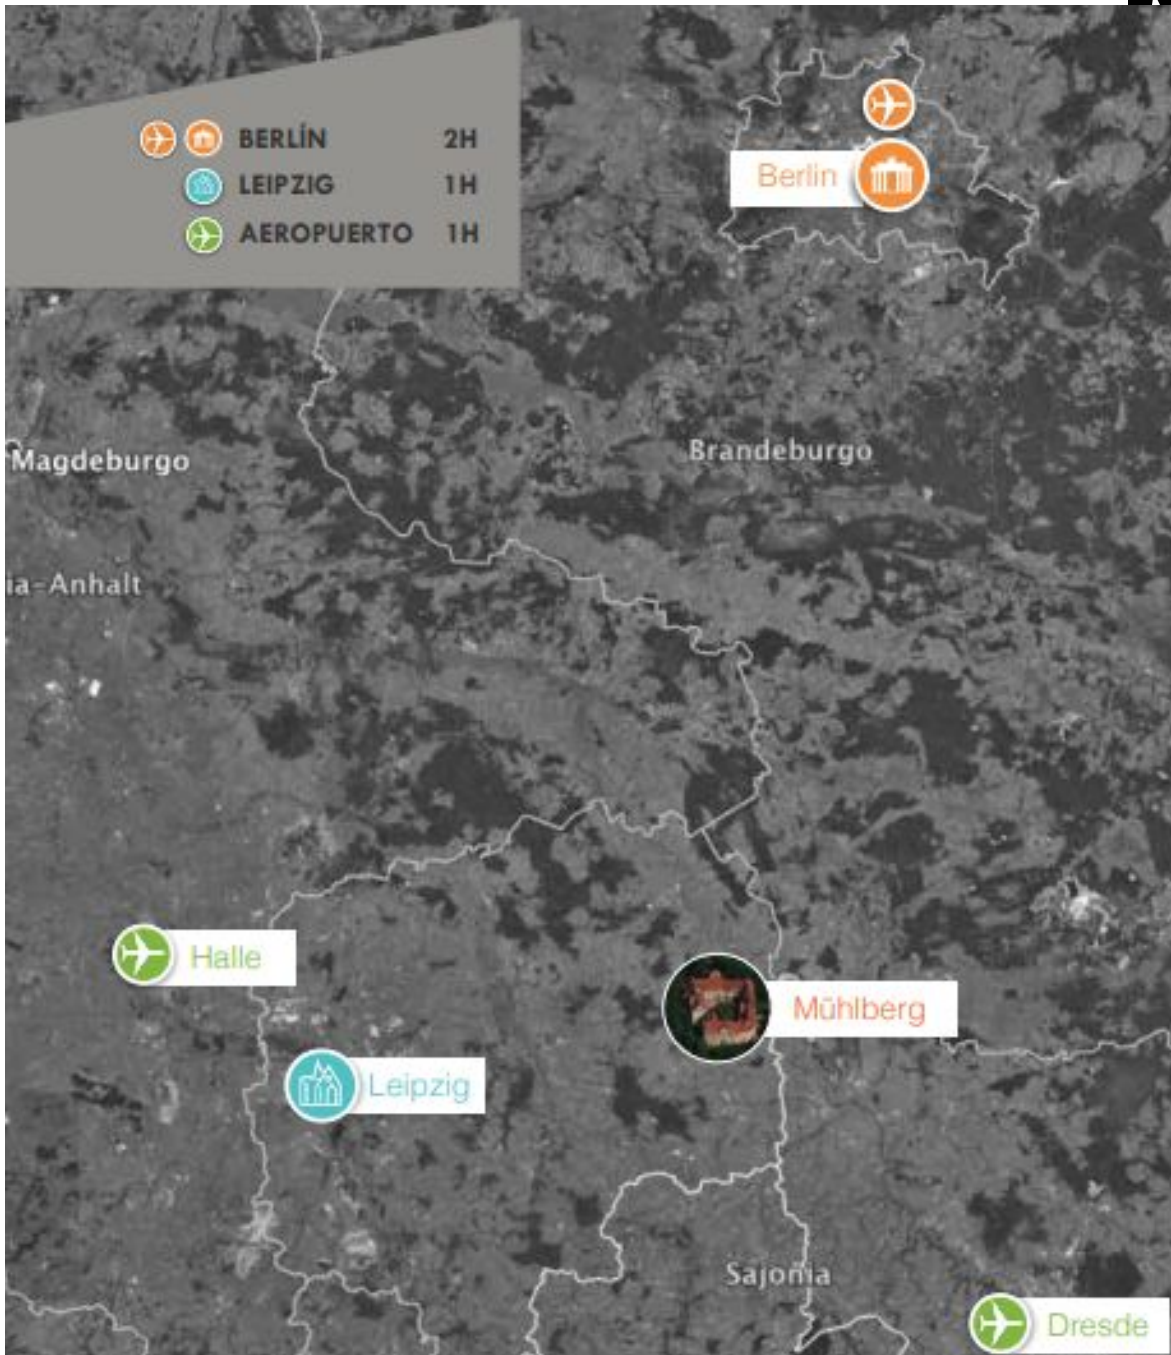 BERLÍN 2H
LEIPZIG 1H
AEROPUERTO 1H
Berlin
Brandeburgo
Magdeburgo
ia-Anhalt
Halle
Mühlberg
Leipzig
Sajonia
Dresde